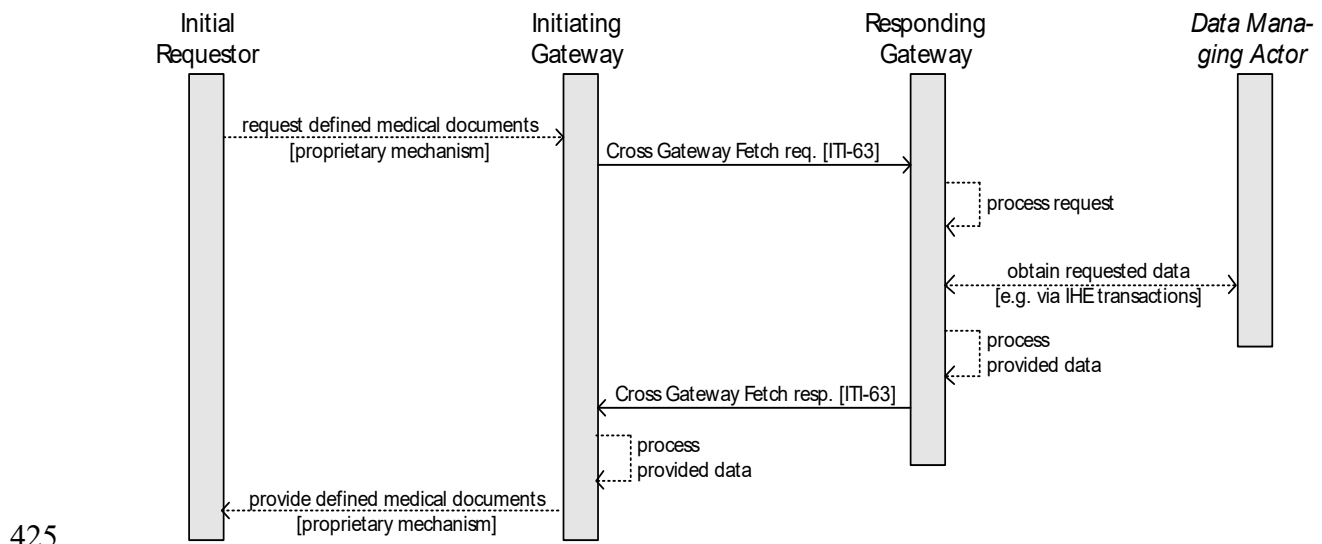 Initial
Requestor
Initiating
Gateway
Responding
Gateway
Data Mana-
ging Actor
request defined medical documents
[proprietary mechanism]
Cross Gateway Fetch req. [ITI-63]
process request
obtain requested data
[e.g. via IHE transactions]
process
provided data
Cross Gateway Fetch resp. [ITI-63]
process
provided data
provide defined medical documents
[proprietary mechanism]
425